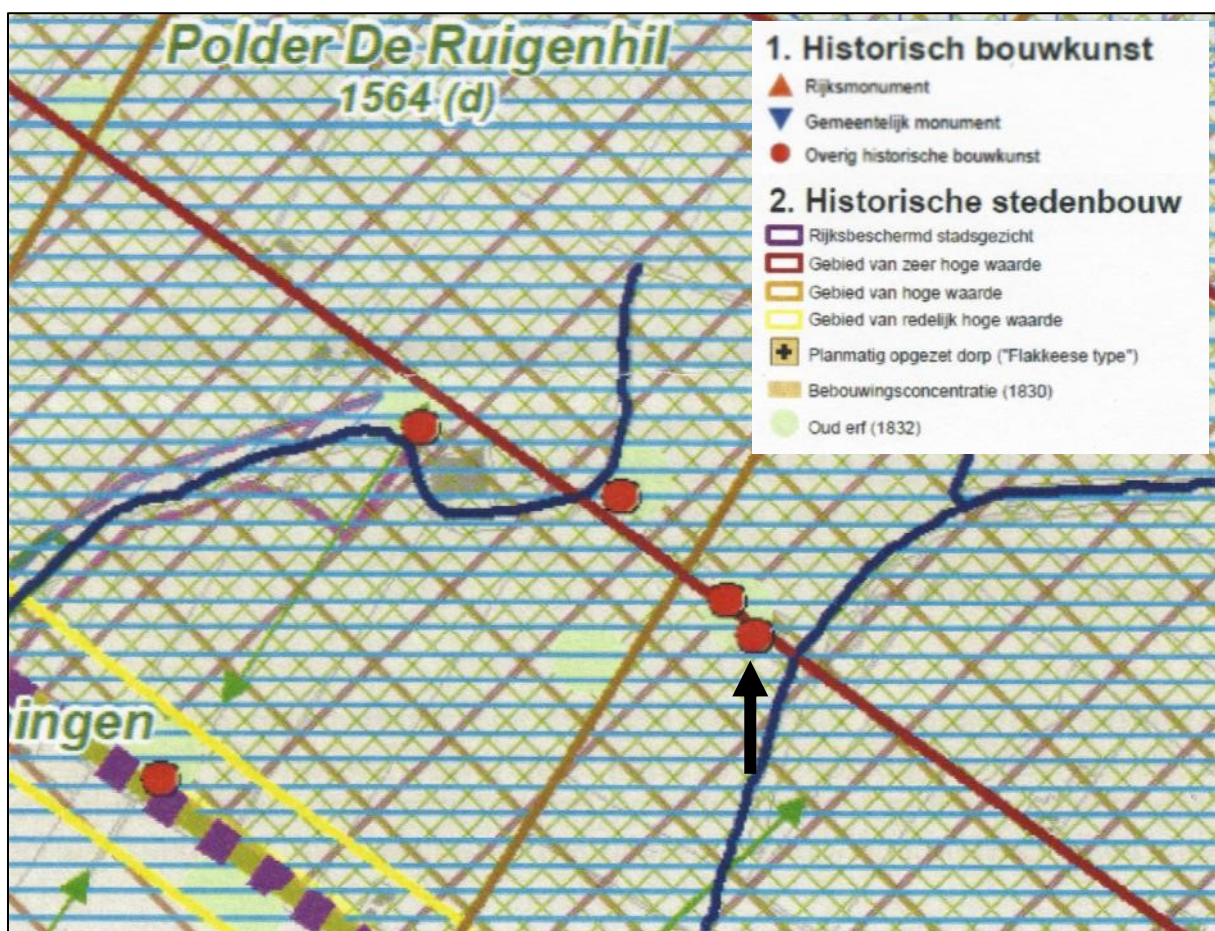 Polder De Ruigenhil
1564 (d)
ingen
1. Historisch bouwkunst
Rijksmonument
Gemeentelijk monument
Overig historische bouwkunst
2. Historische stedenbouw
Rijksbeschermd stadsgezicht
Gebied van zeer hoge waarde
Gebied van hoge waarde
Gebied van redelijk hoge waarde
Planmatig opgezet dorp ("Flakkeese type")
Bebouwingsconcentratie (1830)
Oud erf (1832)